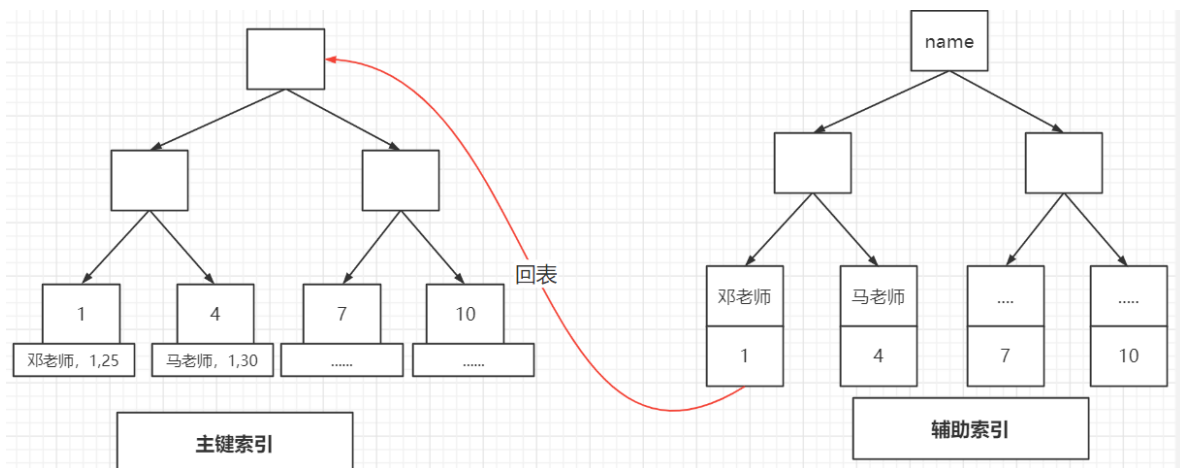 name
回表
邓老师
马老师
....
.....
1
4
7
10
1
4
7
10
邓老师，1,25
马老师，1,30
......
......
主键索引
辅助索引